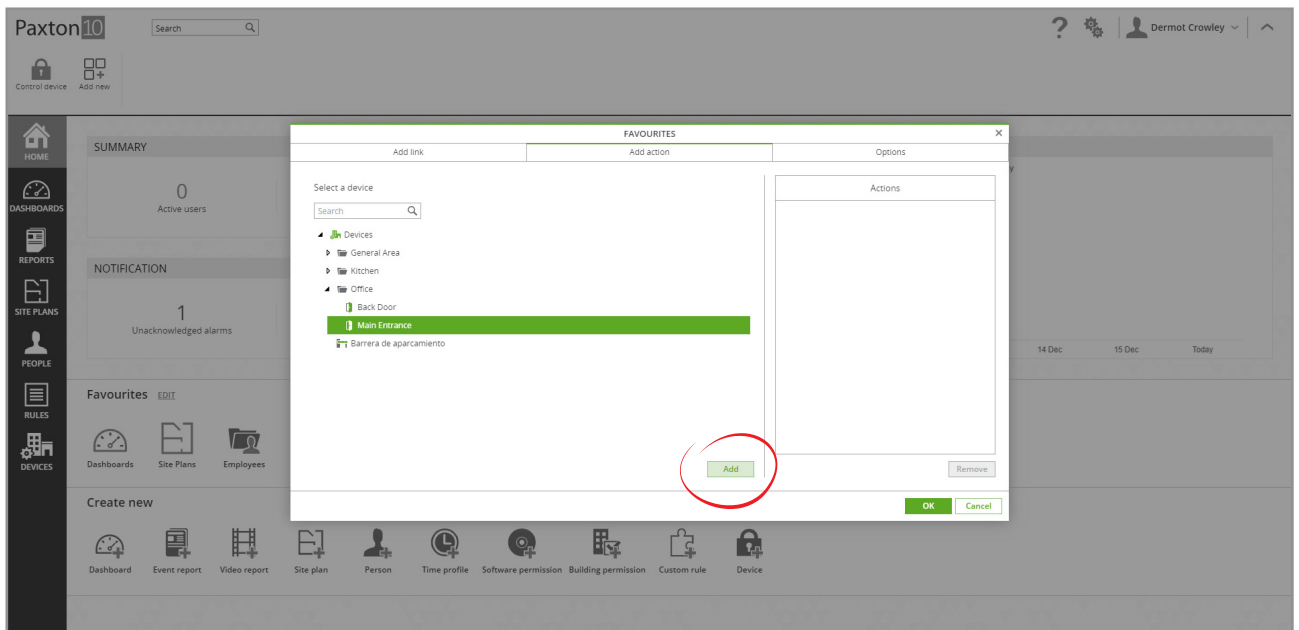 Paxton10
Search
Dermot Crowley
Control device
Add new
HOME
DASHBOARDS
REPORTS
SITE PLANS
PEOPLE
RULES
DEVICES
SUMMARY
0
Active users
NOTIFICATION
1
Unacknowledged alarms
FAVOURITES
Add link
Add action
Options
Select a device
Search
Devices
General Area
Kitchen
Office
Back Door
Main Entrance
Barrera de aparcamiento
Add
Actions
Remove
OK
Cancel
14 Dec
15 Dec
Today
Favourites EDIT
Dashboards
Site Plans
Employees
Create new
Dashboard
Event report
Video report
Site plan
Person
Time profile
Software permission
Building permission
Custom rule
Device